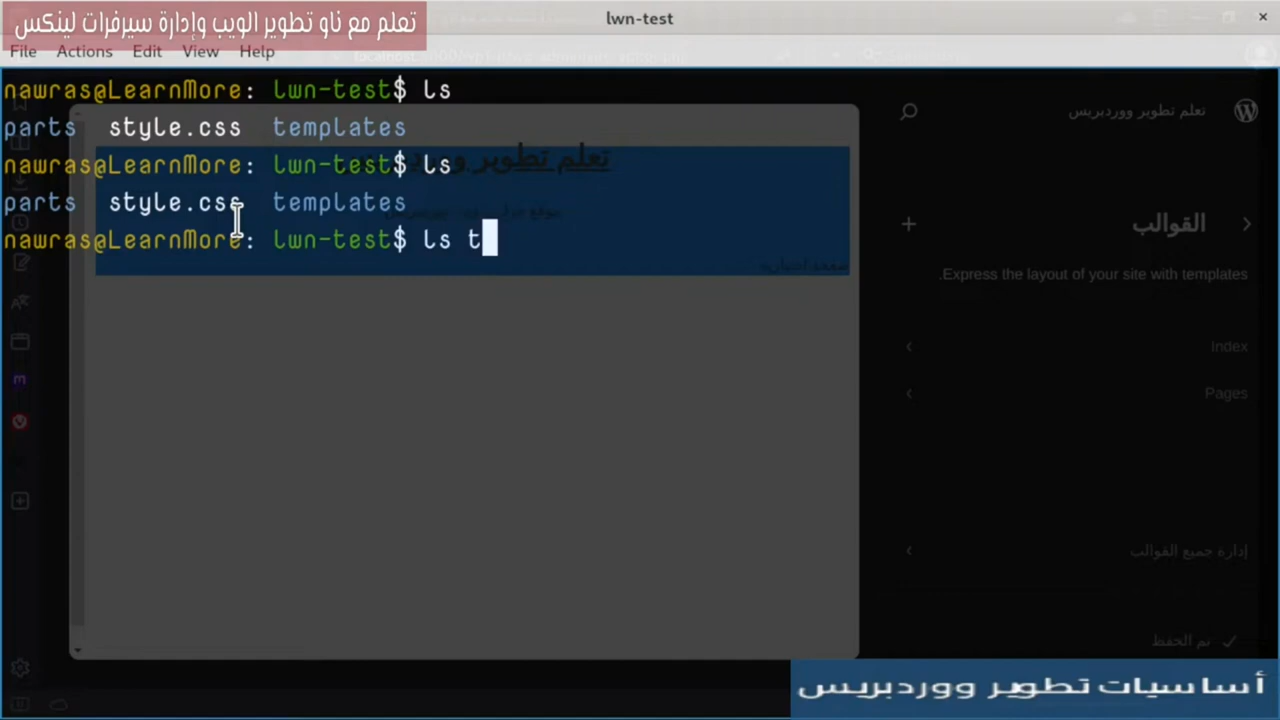 تعلم مع ناو تطوير الويب وإدارة سيرفرات لينكس
lwn-test
File Actions Edit View Help
nawras@LearnMore: lwn-test$ ls
parts style.css templates
nawras@LearnMore: lwn-test$ ls
parts style.css templates
nawras@LearnMore: lwn-test$ ls t
تعلم تطوير ووردبريس
تعلم تطوير ووردبريس
القوالب
Express the layout of your site with templates.
Index
Pages
إدارة جميع القوالب
تم الحفظ
أساسيات تطوير ووردبريس